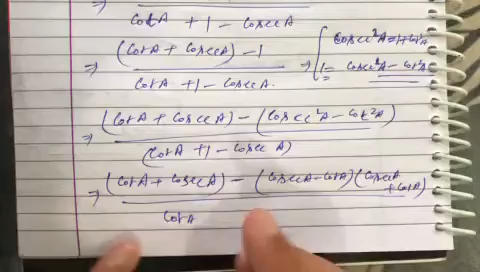 ⇒ CotA + 1 - CosecA
⇒ (CotA + CosecA) - 1 / CotA + 1 - CosecA. ⇒ Cosec²A = 1 + Cot²A
1 = Cosec²A - Cot²A
⇒ (CotA + CosecA) - (Cosec²A - Cot²A) / (CotA + 1 - CosecA)
⇒ (CotA + CosecA) - (CosecA - CotA)(CosecA + CotA) / CotA